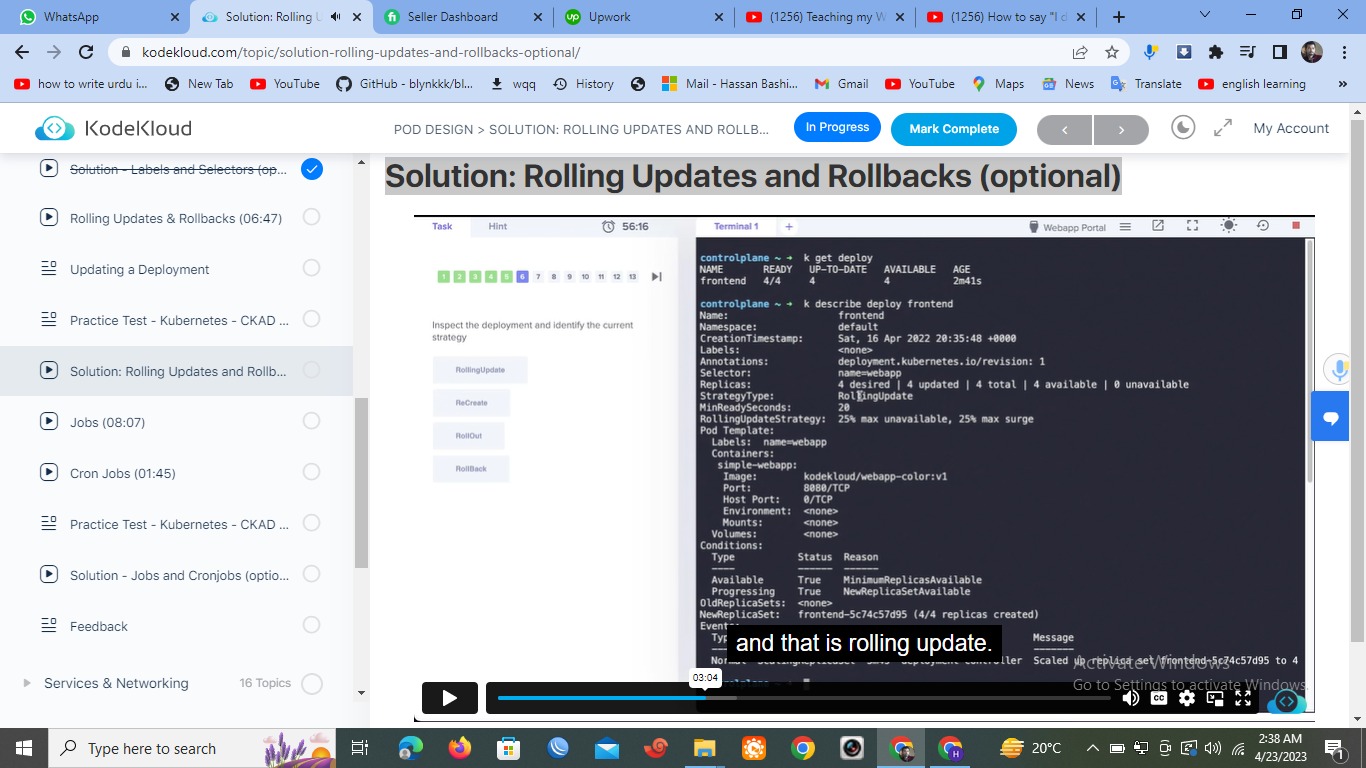 WhatsApp
Solution: Rolling U
Seller Dashboard
Upwork
(1256) Teaching my W
(1256) How to say "I d
kodekloud.com/topic/solution-rolling-updates-and-rollbacks-optional/
how to write urdu i...
New Tab
YouTube
GitHub - blynkkk/bl...
wqq
History
Mail - Hassan Bashi...
Gmail
YouTube
Maps
News
Translate
english learning
»
KodeKloud
POD DESIGN > SOLUTION: ROLLING UPDATES AND ROLLB...
In Progress
Mark Complete
My Account
Solution - Labels and Selectors (op...
Rolling Updates & Rollbacks (06:47)
Updating a Deployment
Practice Test - Kubernetes - CKAD ...
Solution: Rolling Updates and Rollb...
Jobs (08:07)
Cron Jobs (01:45)
Practice Test - Kubernetes - CKAD ...
Solution - Jobs and Cronjobs (optio...
Feedback
Services & Networking
16 Topics
Solution: Rolling Updates and Rollbacks (optional)
Task
Hint
56:16
1 2 3 4 5 6 7 8 9 10 11 12 13
Inspect the deployment and identify the current
strategy
RollingUpdate
ReCreate
RollOut
RollBack
Terminal 1 +
Webapp Portal
controlplane ~ ➜ k get deploy
NAME READY UP-TO-DATE AVAILABLE AGE
frontend 4/4 4 4 2m41s
controlplane ~ ➜ k describe deploy frontend
Name: frontend
Namespace: default
CreationTimestamp: Sat, 16 Apr 2022 20:35:48 +0000
Labels: <none>
Annotations: deployment.kubernetes.io/revision: 1
Selector: name=webapp
Replicas: 4 desired | 4 updated | 4 total | 4 available | 0 unavailable
StrategyType: RollingUpdate
MinReadySeconds: 20
RollingUpdateStrategy: 25% max unavailable, 25% max surge
Pod Template:
Labels: name=webapp
Containers:
simple-webapp:
Image: kodekloud/webapp-color:v1
Port: 8080/TCP
Host Port: 0/TCP
Environment: <none>
Mounts: <none>
Volumes: <none>
Conditions:
Type Status Reason
---- ------ ------
Available True MinimumReplicasAvailable
Progressing True NewReplicaSetAvailable
OldReplicaSets: <none>
NewReplicaSet: frontend-5c74c57d95 (4/4 replicas created)
Message
Scaled up replica set frontend-5c74c57d95 to 4
and that is rolling update.
03:04
CC
Activate Windows
Go to Settings to activate Windows.
Type here to search
20°C
2:38 AM
4/23/2023
1